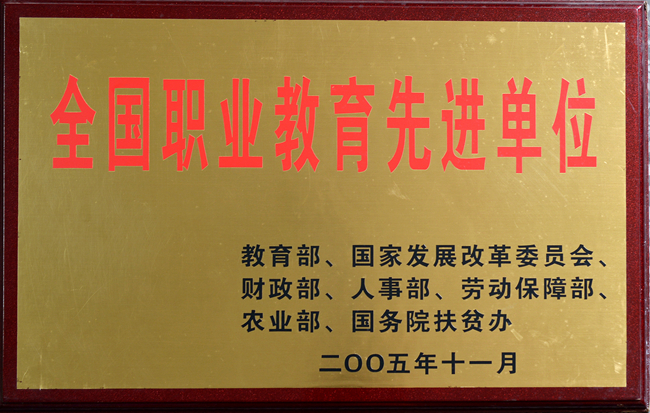 全国职业教育先进单位
教育部、国家发展改革委员会、
财政部、人事部、劳动保障部、
农业部、国务院扶贫办
二〇〇五年十一月